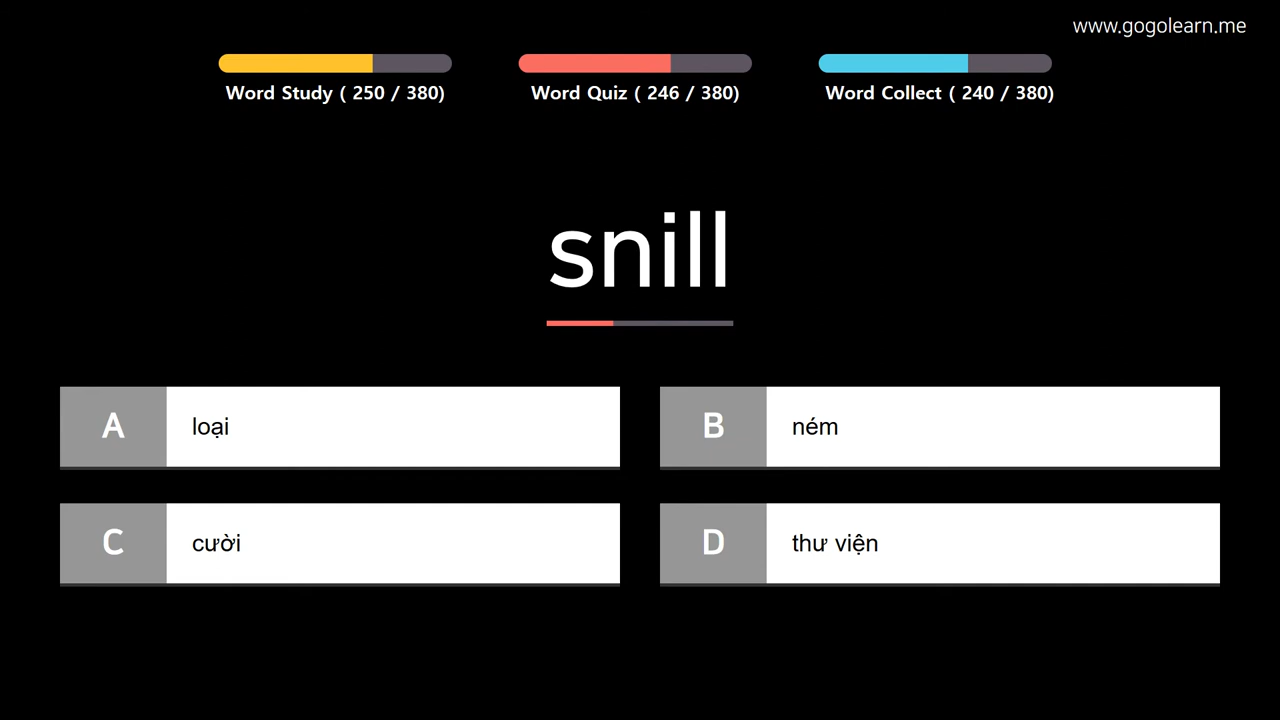 www.gogolearn.me
Word Study ( 250 / 380)
Word Quiz ( 246 / 380)
Word Collect ( 240 / 380)
snill
A loại
B ném
C cười
D thư viện